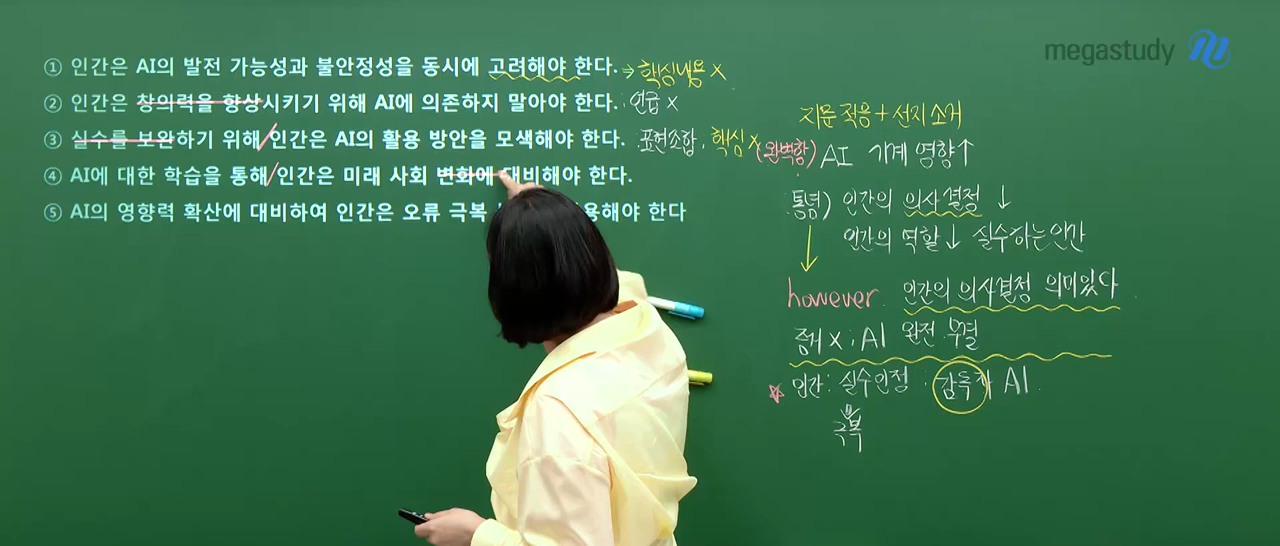 megastudy
① 인간은 AI의 발전 가능성과 불안정성을 동시에 고려해야 한다. → 핵심내용 X
② 인간은 창의력을 향상시키기 위해 AI에 의존하지 말아야 한다. : 언급 X
③ 실수를 보완하기 위해 인간은 AI의 활용 방안을 모색해야 한다. : 표현조합, 핵심 X
④ AI에 대한 학습을 통해 인간은 미래 사회 변화에 대비해야 한다.
⑤ AI의 영향력 확산에 대비하여 인간은 오류 극복 용해야 한다
지문 적용 + 선지 소거
(완벽함) AI 기계 영향↑
통념) 인간의 의사결정 ↓
인간의 역할↓ 실수하는 인간
however. 인간의 의사결정 의미있다
증거 X : AI 완전 무결
☆ 인간: 실수인정 : 감독자 AI.
극복